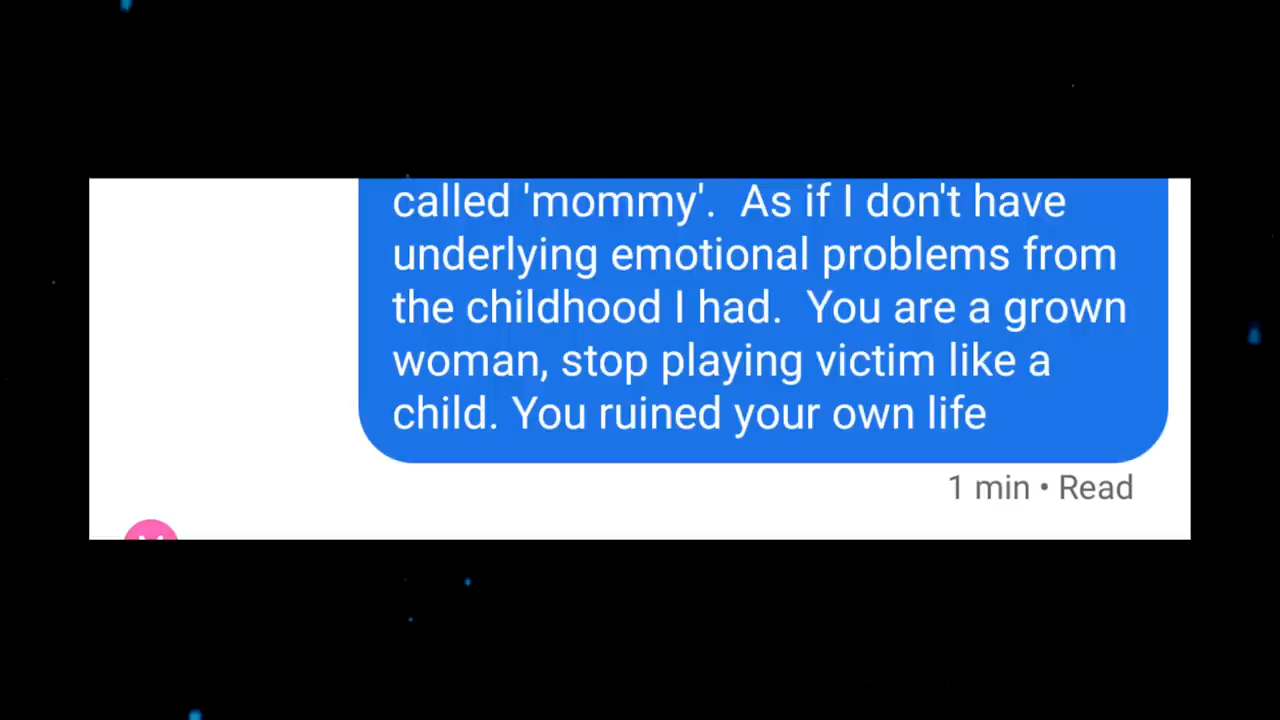 called 'mommy'.  As if I don't have
underlying emotional problems from
the childhood I had.  You are a grown
woman, stop playing victim like a
child. You ruined your own life
1 min • Read